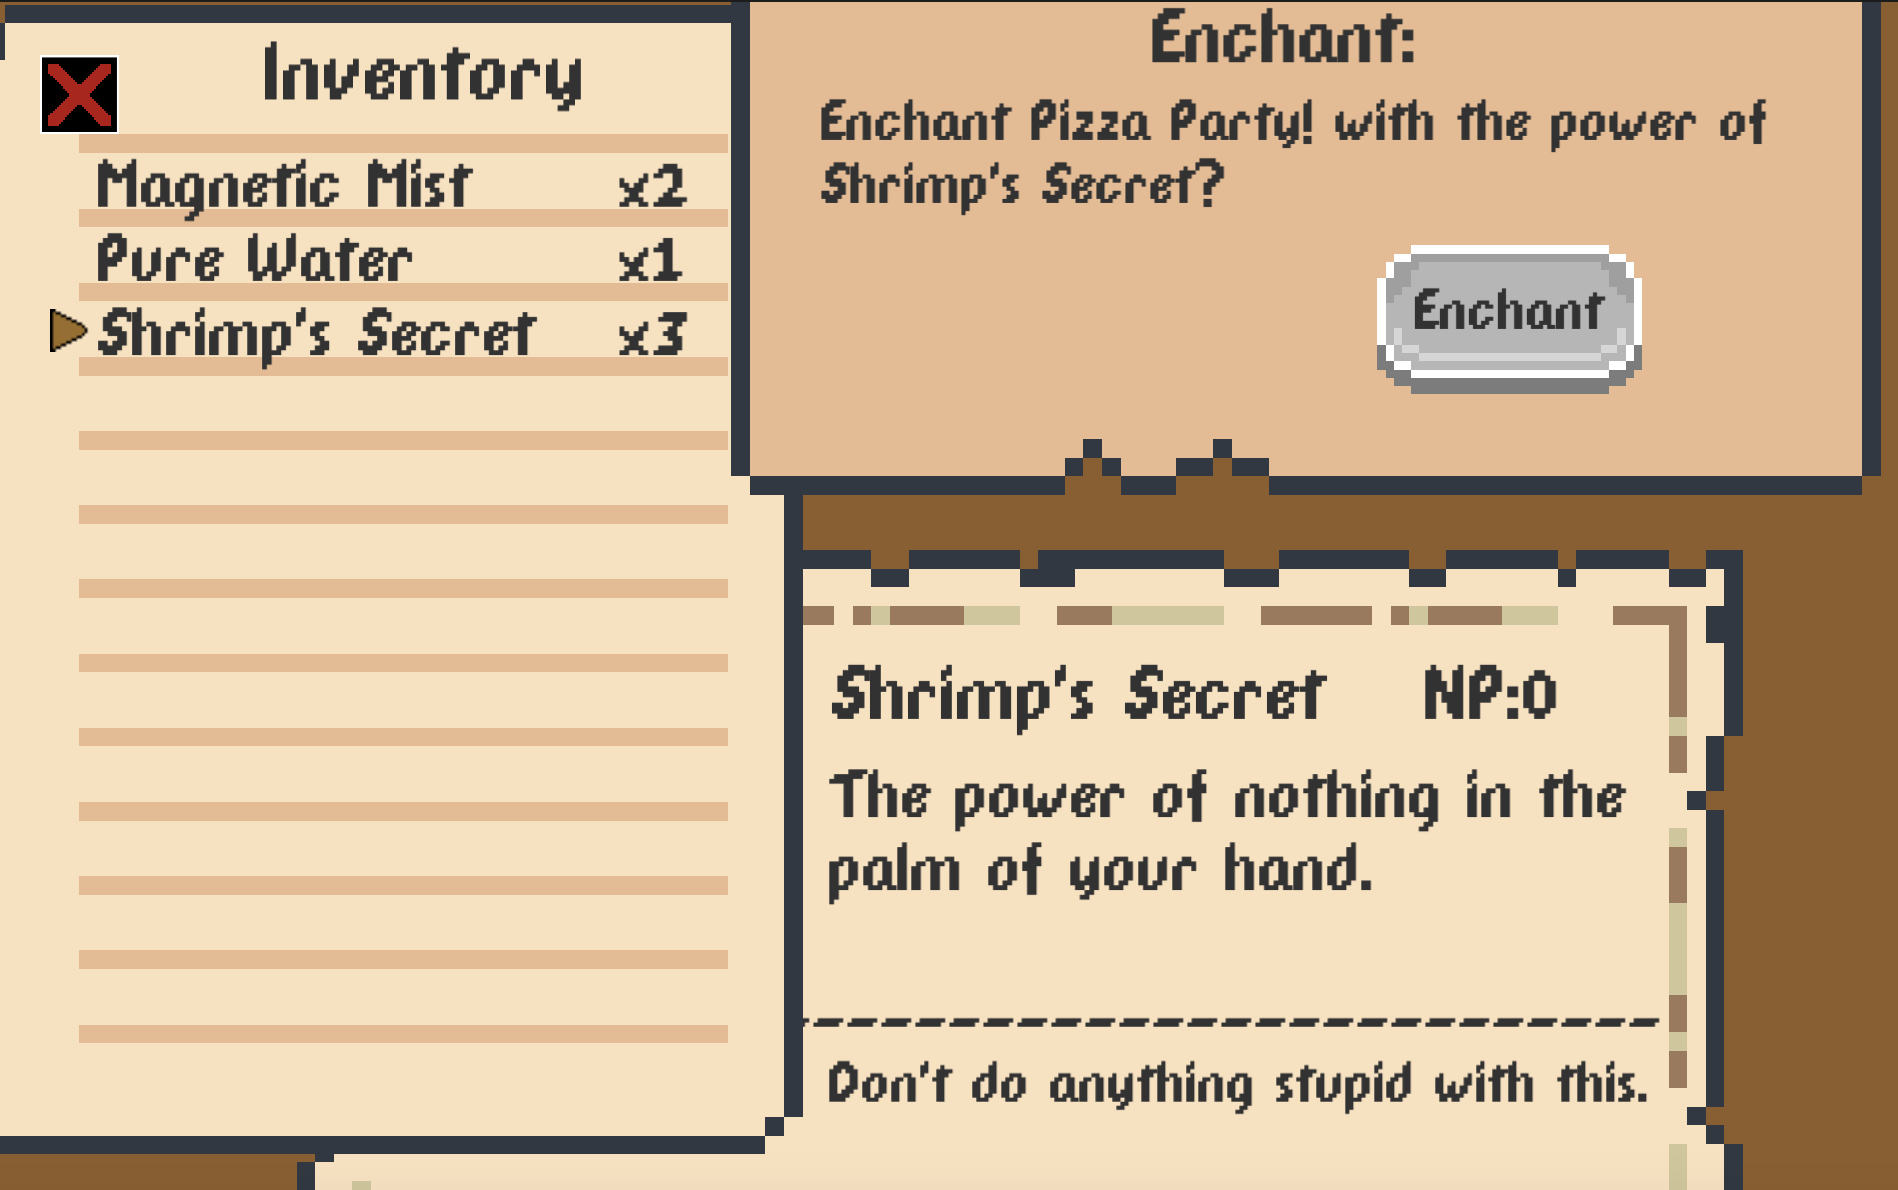 Inventory
Magnetic Mist x2
Pure Water x1
Shrimp's Secret x3
Enchant:
Enchant Pizza Party! with the power of
Shrimp's Secret?
Enchant
Shrimp's Secret NP:0
The power of nothing in the
palm of your hand.
Don't do anything stupid with this.